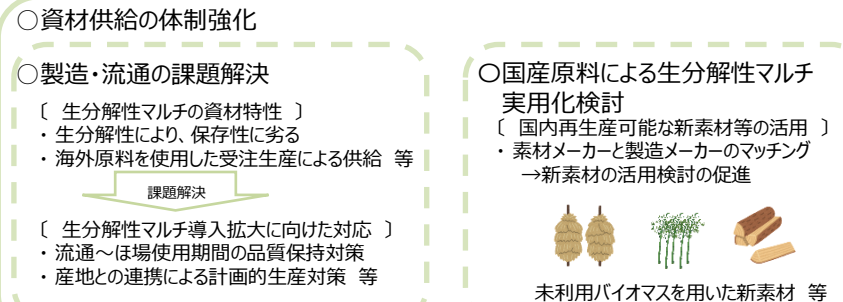 ○資材供給の体制強化
○製造・流通の課題解決
〔 生分解性マルチの資材特性 〕
・ 生分解性により、保存性に劣る
・ 海外原料を使用した受注生産による供給 等
課題解決
〔 生分解性マルチ導入拡大に向けた対応 〕
・ 流通～ほ場使用期間の品質保持対策
・ 産地との連携による計画的生産対策 等
○国産原料による生分解性マルチ
実用化検討
〔 国内再生産可能な新素材等の活用 〕
・ 素材メーカーと製造メーカーのマッチング
→新素材の活用検討の促進
未利用バイオマスを用いた新素材 等